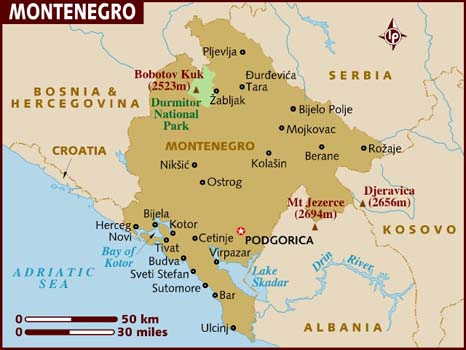 MONTENEGRO
LP
Pljevlja
SERBIA
Bobotov Kuk
(2523m)
Đurđevića
Tara
BOSNIA &
HERCEGOVINA
Durmitor
National
Park
Žabljak
Bijelo Polje
Mojkovac
CROATIA
MONTENEGRO
Berane
Rožaje
Kolašin
Nikšić
Ostrog
Djeravica
(2656m)
Mt Jezerce
(2694m)
Bijela
Herceg
Novi
Kotor
KOSOVO
Cetinje
PODGORICA
Bay of
Kotor
Tivat
Virpazar
Budva
Drin River
ADRIATIC
SEA
Sveti Stefan
Lake
Skadar
Sutomore
Bar
0 50 km
0 30 miles
Ulcinj
ALBANIA